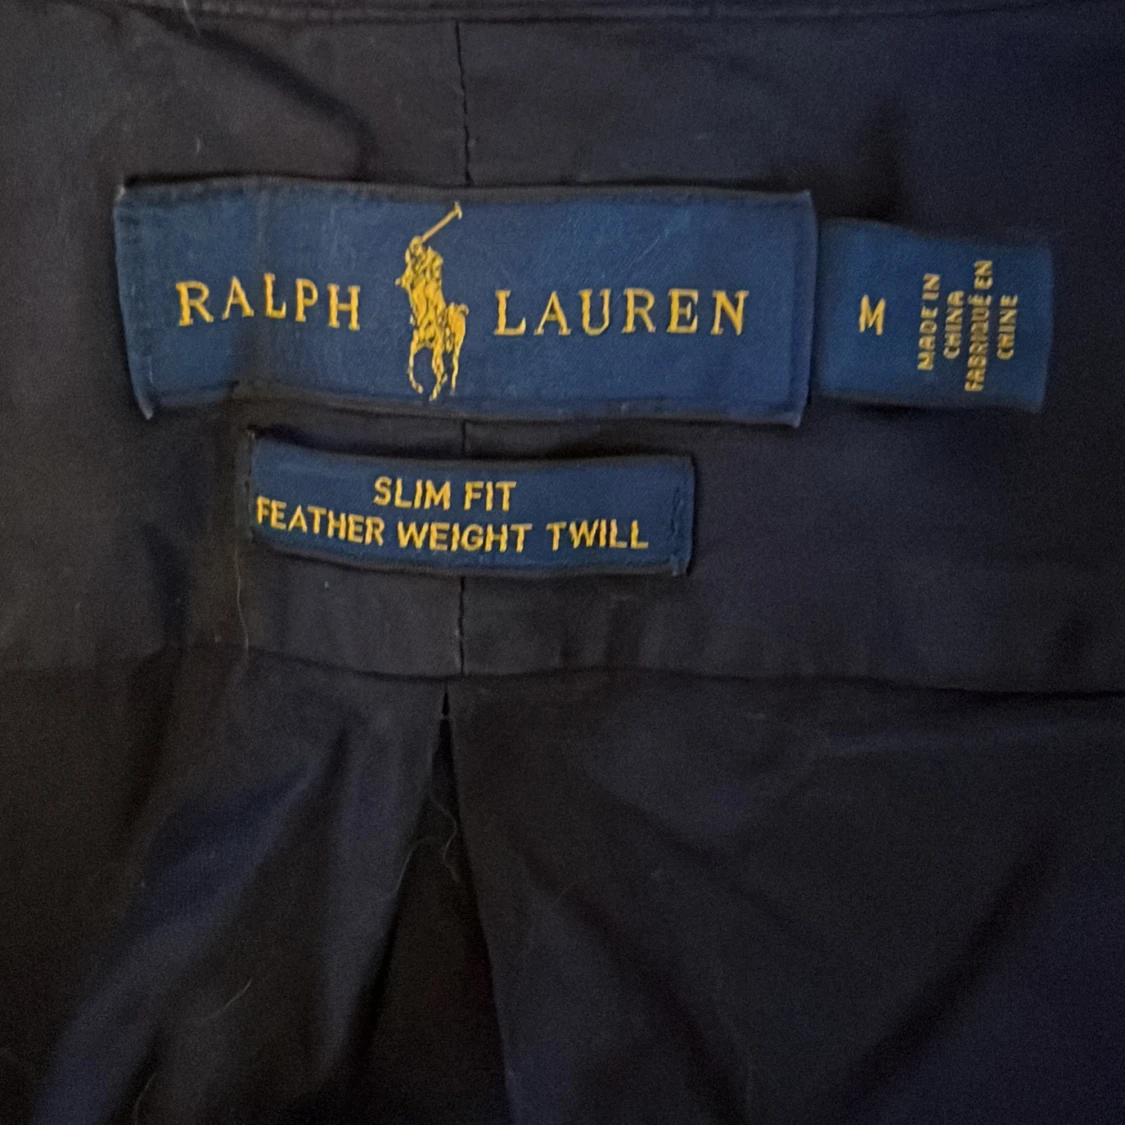 RALPH LAUREN
M
MADE IN
CHINA
FABRIQUÉ EN
CHINE
SLIM FIT
FEATHER WEIGHT TWILL